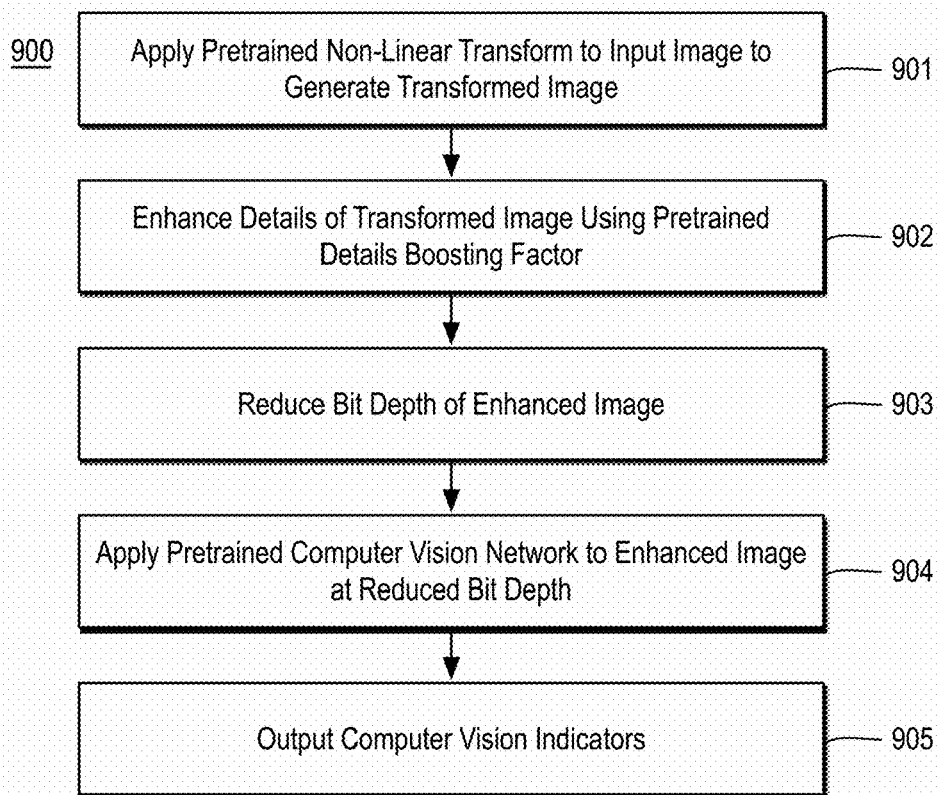 900
Apply Pretrained Non-Linear Transform to Input Image to
Generate Transformed Image
901
Enhance Details of Transformed Image Using Pretrained
Details Boosting Factor
902
Reduce Bit Depth of Enhanced Image
903
Apply Pretrained Computer Vision Network to Enhanced Image
at Reduced Bit Depth
904
Output Computer Vision Indicators
905